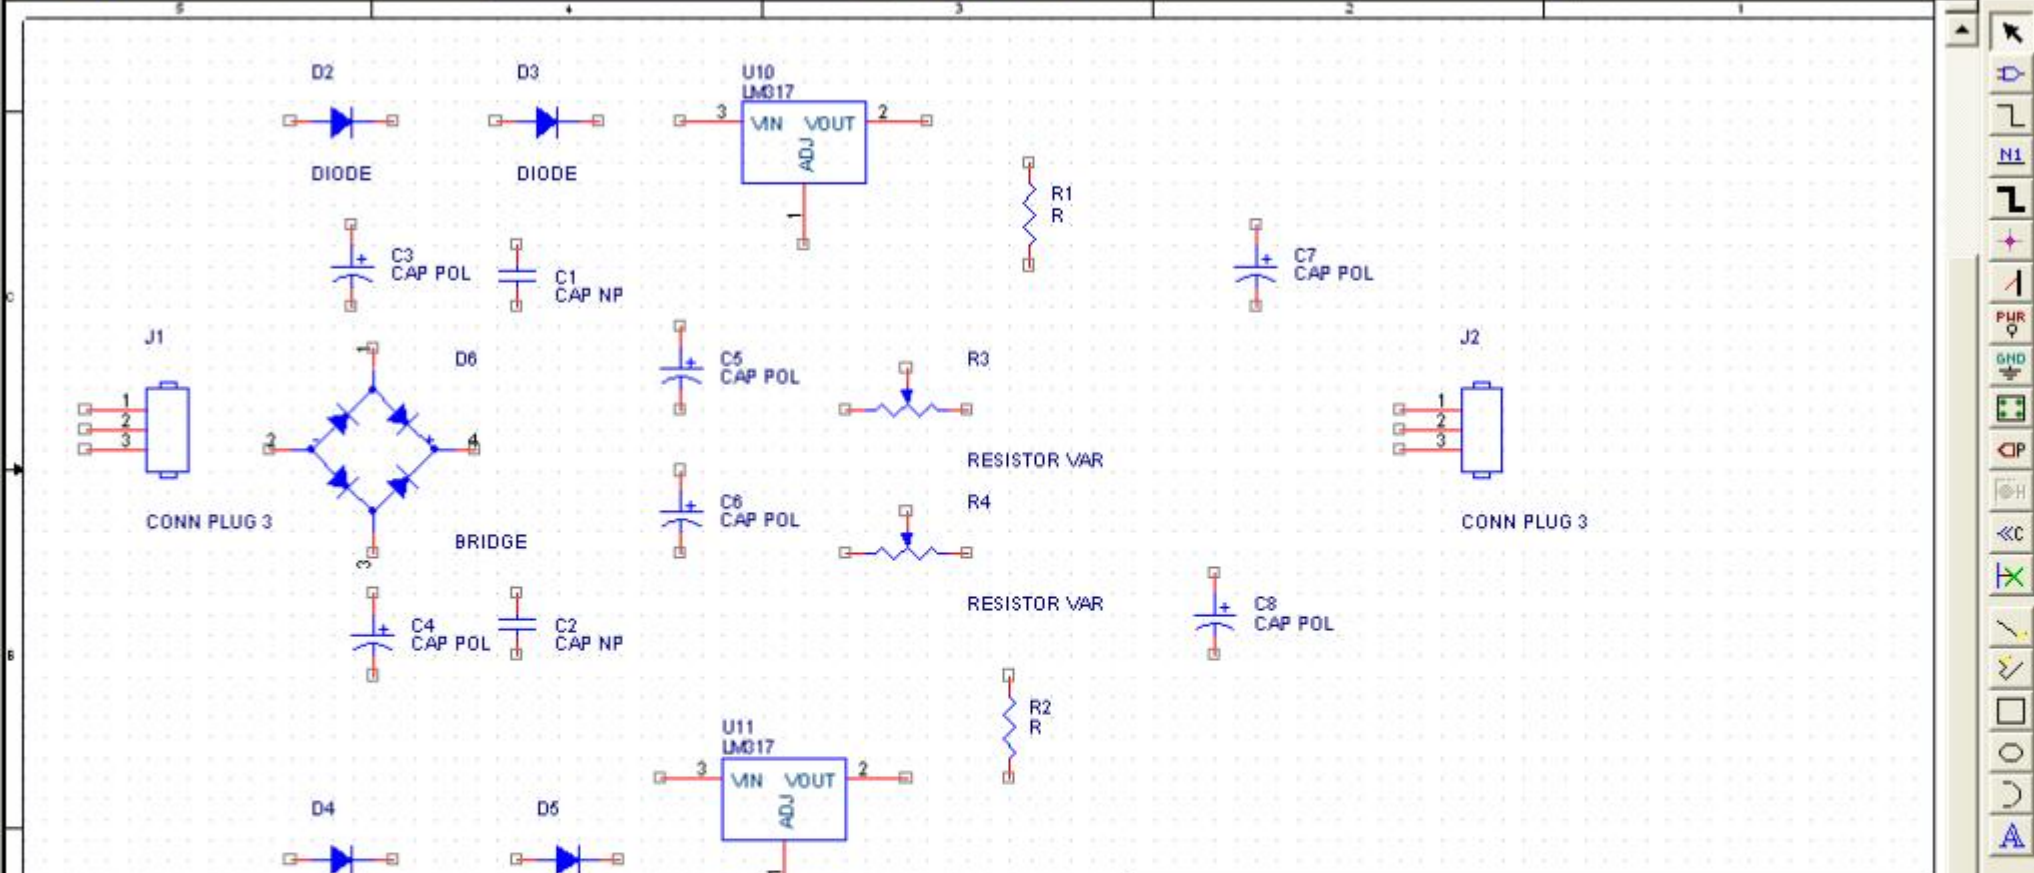 5 4 3 2 1
D2 D3 U10
LM317
3 VIN VOUT 2
ADJ
DIODE DIODE
1
R1
R
C3
CAP POL
C1
CAP NP
C7
CAP POL
C
J1 J2
1 D6
C5
CAP POL
R3
1
2
3
2 - + 4
1
2
3
RESISTOR VAR
C6
CAP POL
R4
CONN PLUG 3 CONN PLUG 3
BRIDGE
3
RESISTOR VAR
C4
CAP POL
C2
CAP NP
C8
CAP POL
B
R2
R
U11
LM317
3 VIN VOUT 2
ADJ
D4 D5
N1
PWR
GND
P
H
C
A